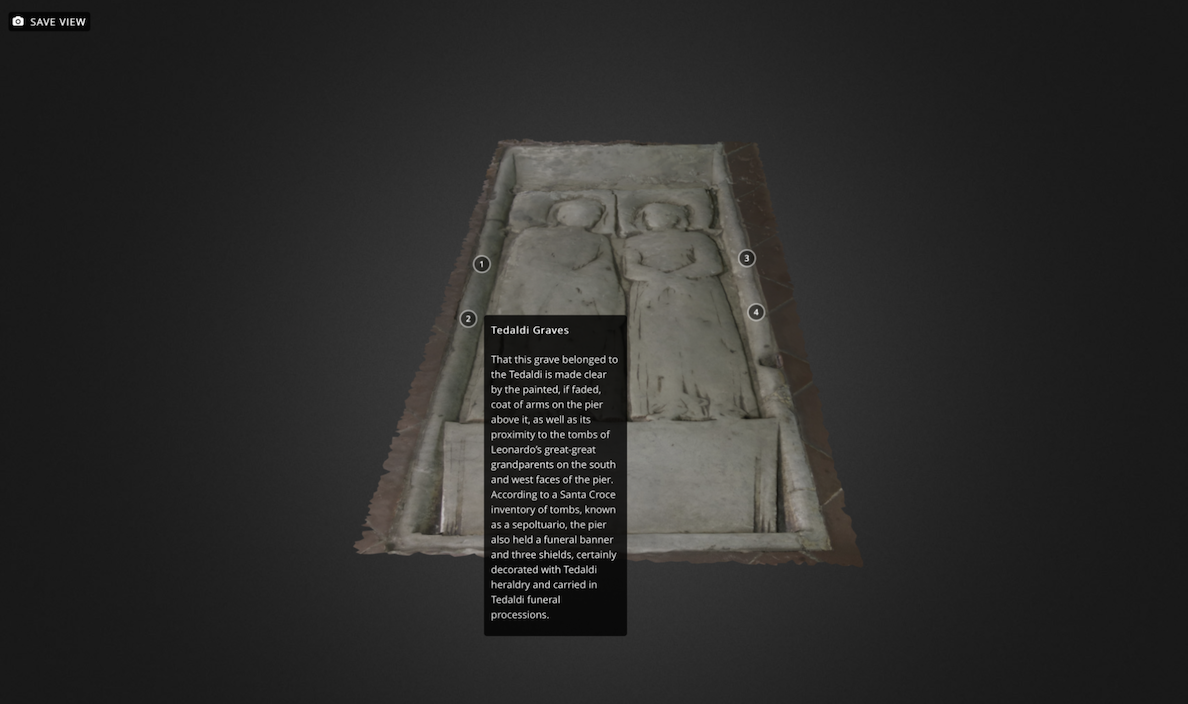 SAVE VIEW
1
3
2
4
Tedaldi Graves
That this grave belonged to
the Tedaldi is made clear
by the painted, if faded,
coat of arms on the pier
above it, as well as its
proximity to the tombs of
Leonardo's great-great
grandparents on the south
and west faces of the pier.
According to a Santa Croce
inventory of tombs, known
as a sepoltuario, the pier
also held a funeral banner
and three shields, certainly
decorated with Tedaldi
heraldry and carried in
Tedaldi funeral
processions.